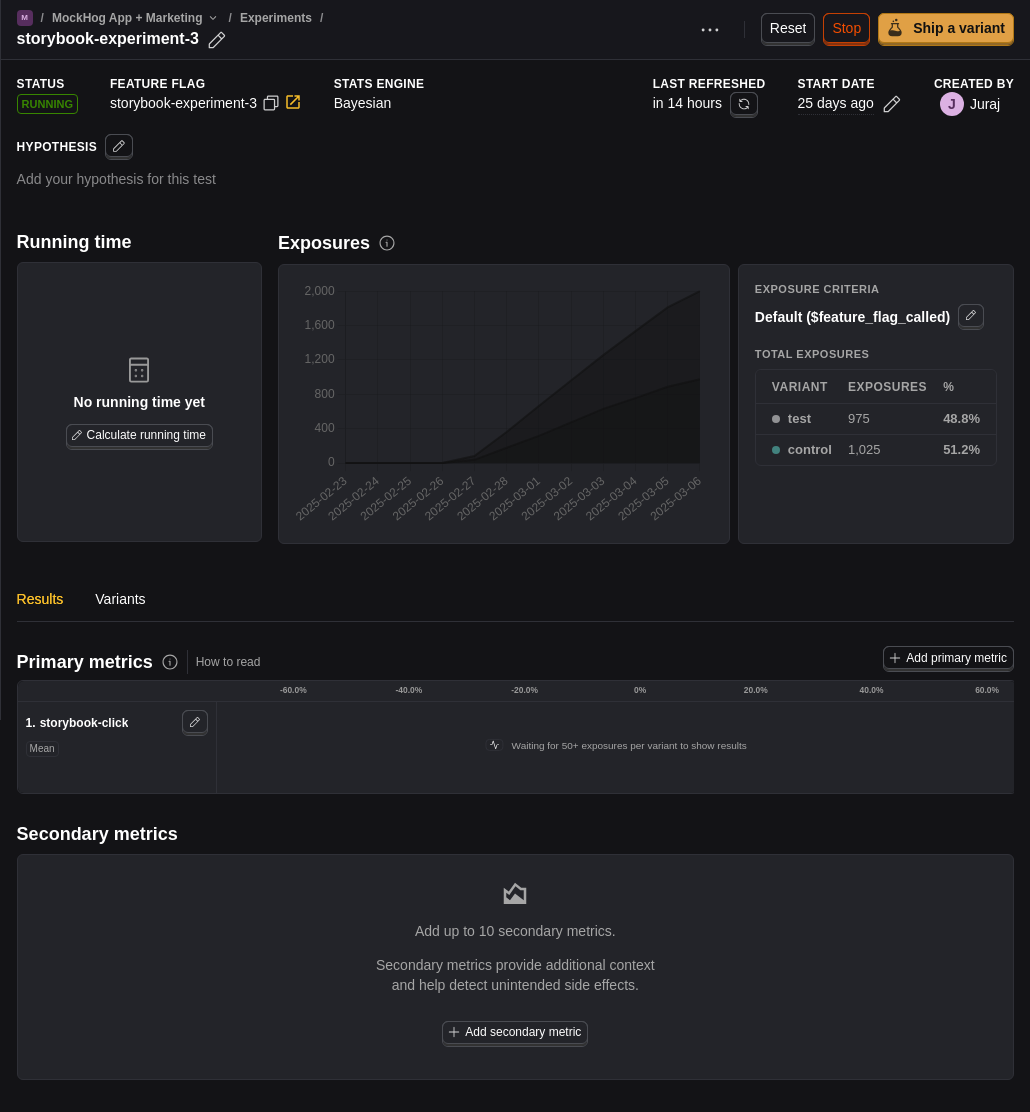 M / MockHog App + Marketing / Experiments /
storybook-experiment-3
Reset Stop Ship a variant
STATUS FEATURE FLAG STATS ENGINE LAST REFRESHED START DATE CREATED BY
RUNNING storybook-experiment-3 Bayesian in 14 hours 25 days ago J Juraj
HYPOTHESIS
Add your hypothesis for this test
Running time
No running time yet
Calculate running time
Exposures
2,000
1,600
1,200
800
400
0
2025-02-23 2025-02-24 2025-02-25 2025-02-26 2025-02-27 2025-02-28 2025-03-01 2025-03-02 2025-03-03 2025-03-04 2025-03-05 2025-03-06
EXPOSURE CRITERIA
Default ($feature_flag_called)
TOTAL EXPOSURES
VARIANT EXPOSURES %
test 975 48.8%
control 1,025 51.2%
Results Variants
Primary metrics How to read Add primary metric
-60.0% -40.0% -20.0% 0% 20.0% 40.0% 60.0%
1. storybook-click
Mean
Waiting for 50+ exposures per variant to show results
Secondary metrics
Add up to 10 secondary metrics.
Secondary metrics provide additional context
and help detect unintended side effects.
Add secondary metric